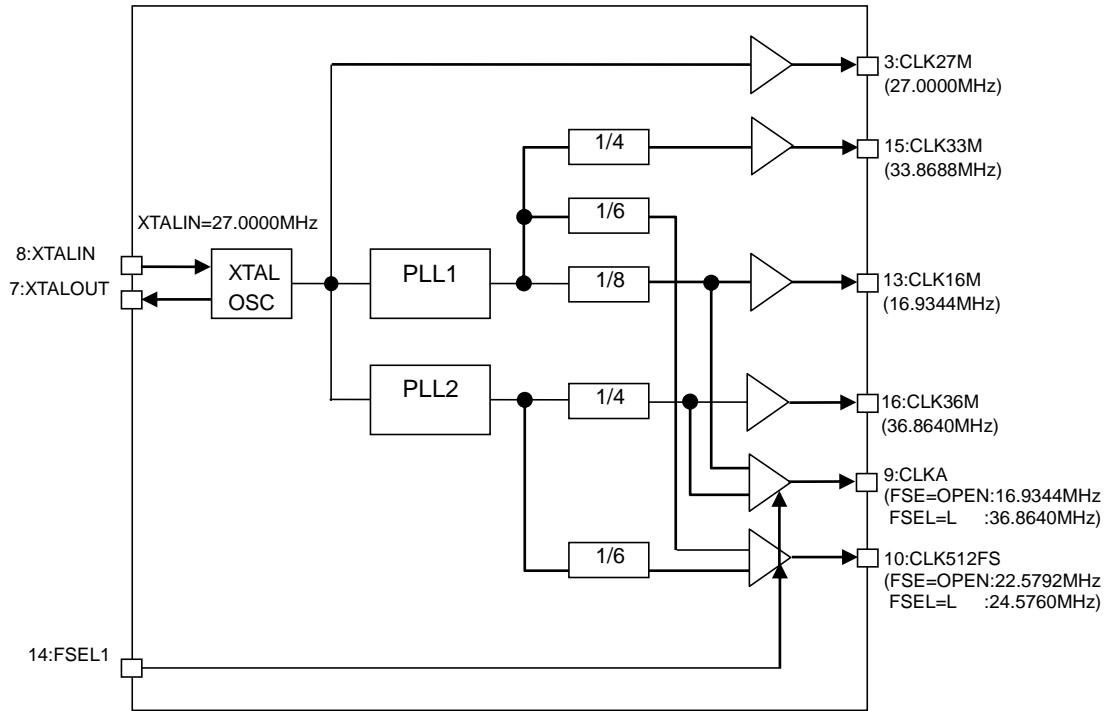 3:CLK27M
(27.0000MHz)
1/4
15:CLK33M
(33.8688MHz)
XTALIN=27.0000MHz
1/6
8:XTALIN
7:XTALOUT
XTAL
OSC
PLL1
1/8
13:CLK16M
(16.9344MHz)
PLL2
1/4
16:CLK36M
(36.8640MHz)
9:CLKA
(FSE=OPEN:16.9344MHz
FSEL=L :36.8640MHz)
1/6
10:CLK512FS
(FSE=OPEN:22.5792MHz
FSEL=L :24.5760MHz)
14:FSEL1